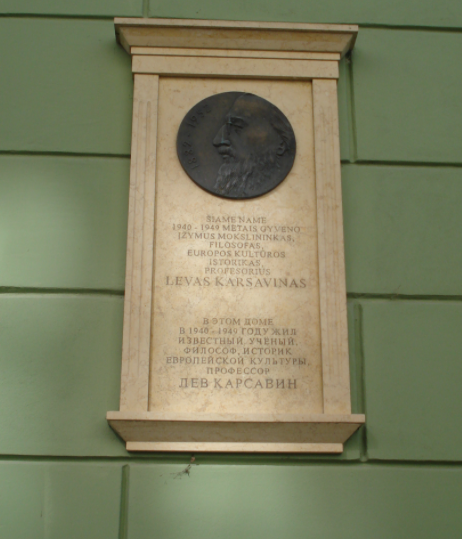 ŠIAME NAME
1940 - 1949 METAIS GYVENO
ĮŽYMUS MOKSLININKAS,
FILOSOFAS,
EUROPOS KULTŪROS
ISTORIKAS,
PROFESORIUS
LEVAS KARSAVINAS
В ЭТОМ ДОМЕ
В 1940 - 1949 ГОДУ ЖИЛ
ИЗВЕСТНЫЙ УЧЕНЫЙ,
ФИЛОСОФ, ИСТОРИК
ЕВРОПЕЙСКОЙ КУЛЬТУРЫ,
ПРОФЕССОР
ЛЕВ КАРСАВИН